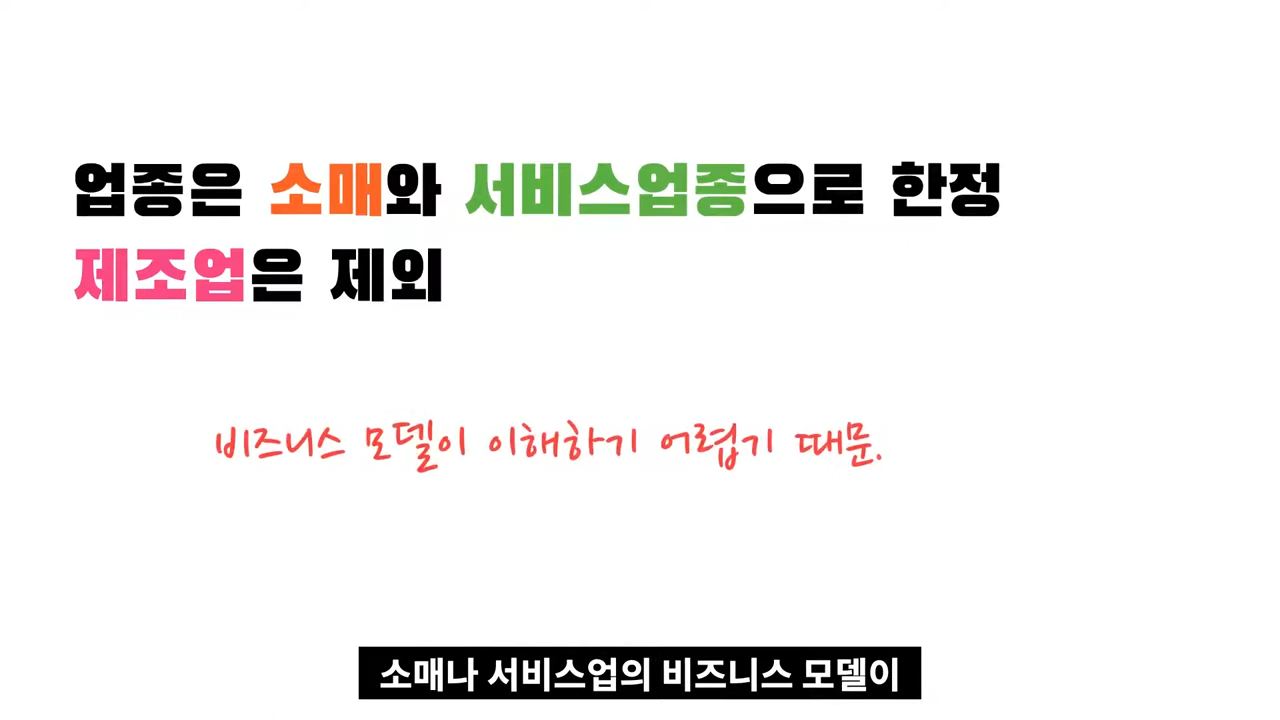 업종은 소매와 서비스업종으로 한정
제조업은 제외
비즈니스 모델이 이해하기 어렵기 때문.
소매나 서비스업의 비즈니스 모델이